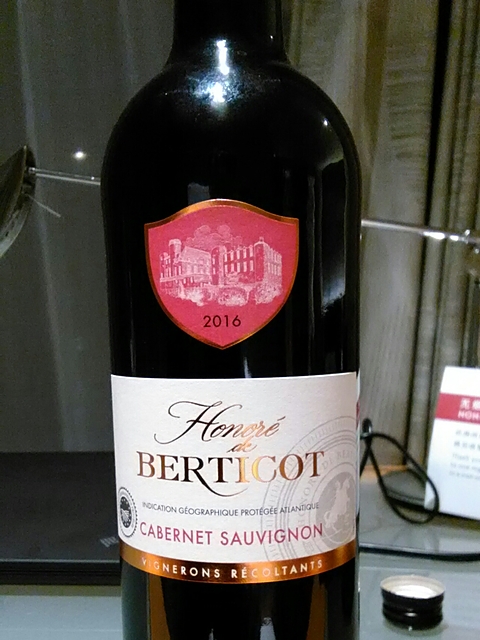 2016
Honoré
de
BERTICOT
INDICATION GÉOGRAPHIQUE PROTÉGÉE ATLANTIQUE
CABERNET SAUVIGNON
VIGNERONS RÉCOLTANTS